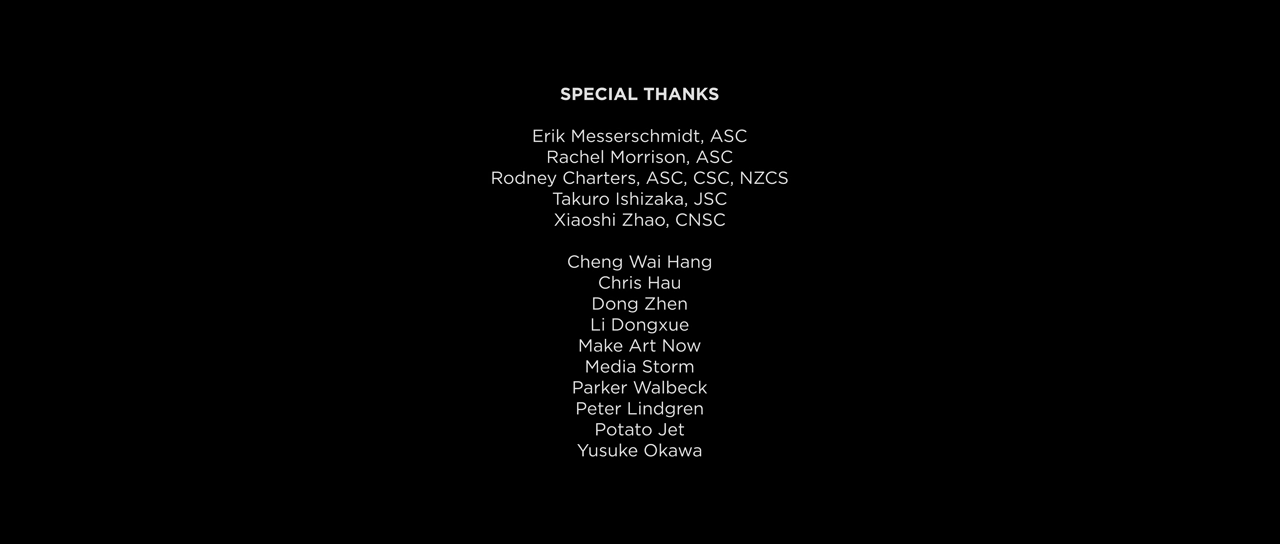 SPECIAL THANKS
Erik Messerschmidt, ASC
Rachel Morrison, ASC
Rodney Charters, ASC, CSC, NZCS
Takuro Ishizaka, JSC
Xiaoshi Zhao, CNSC
Cheng Wai Hang
Chris Hau
Dong Zhen
Li Dongxue
Make Art Now
Media Storm
Parker Walbeck
Peter Lindgren
Potato Jet
Yusuke Okawa